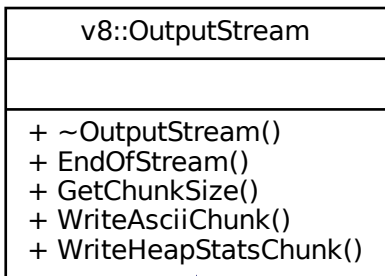 v8::OutputStream
+ ~OutputStream()
+ EndOfStream()
+ GetChunkSize()
+ WriteAsciiChunk()
+ WriteHeapStatsChunk()